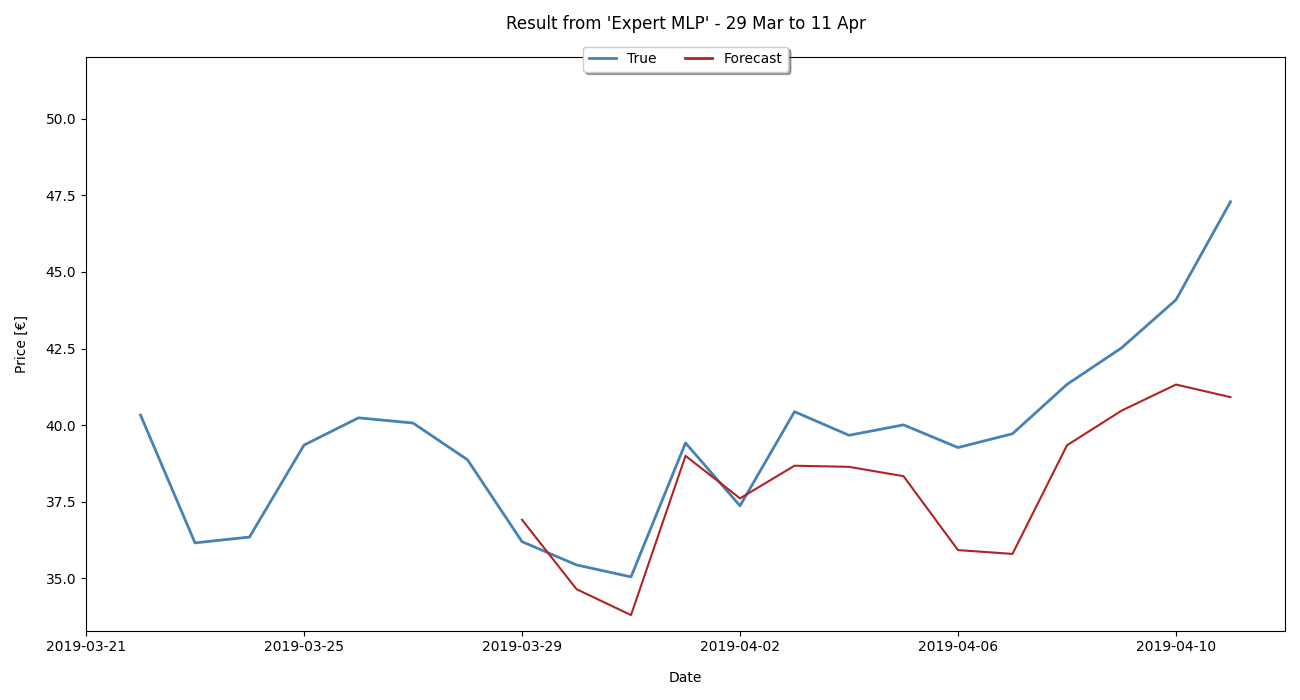 Result from 'Expert MLP' - 29 Mar to 11 Apr
True Forecast
50.0
47.5
45.0
42.5
40.0
37.5
35.0
Price [€]
2019-03-21 2019-03-25 2019-03-29 2019-04-02 2019-04-06 2019-04-10
Date